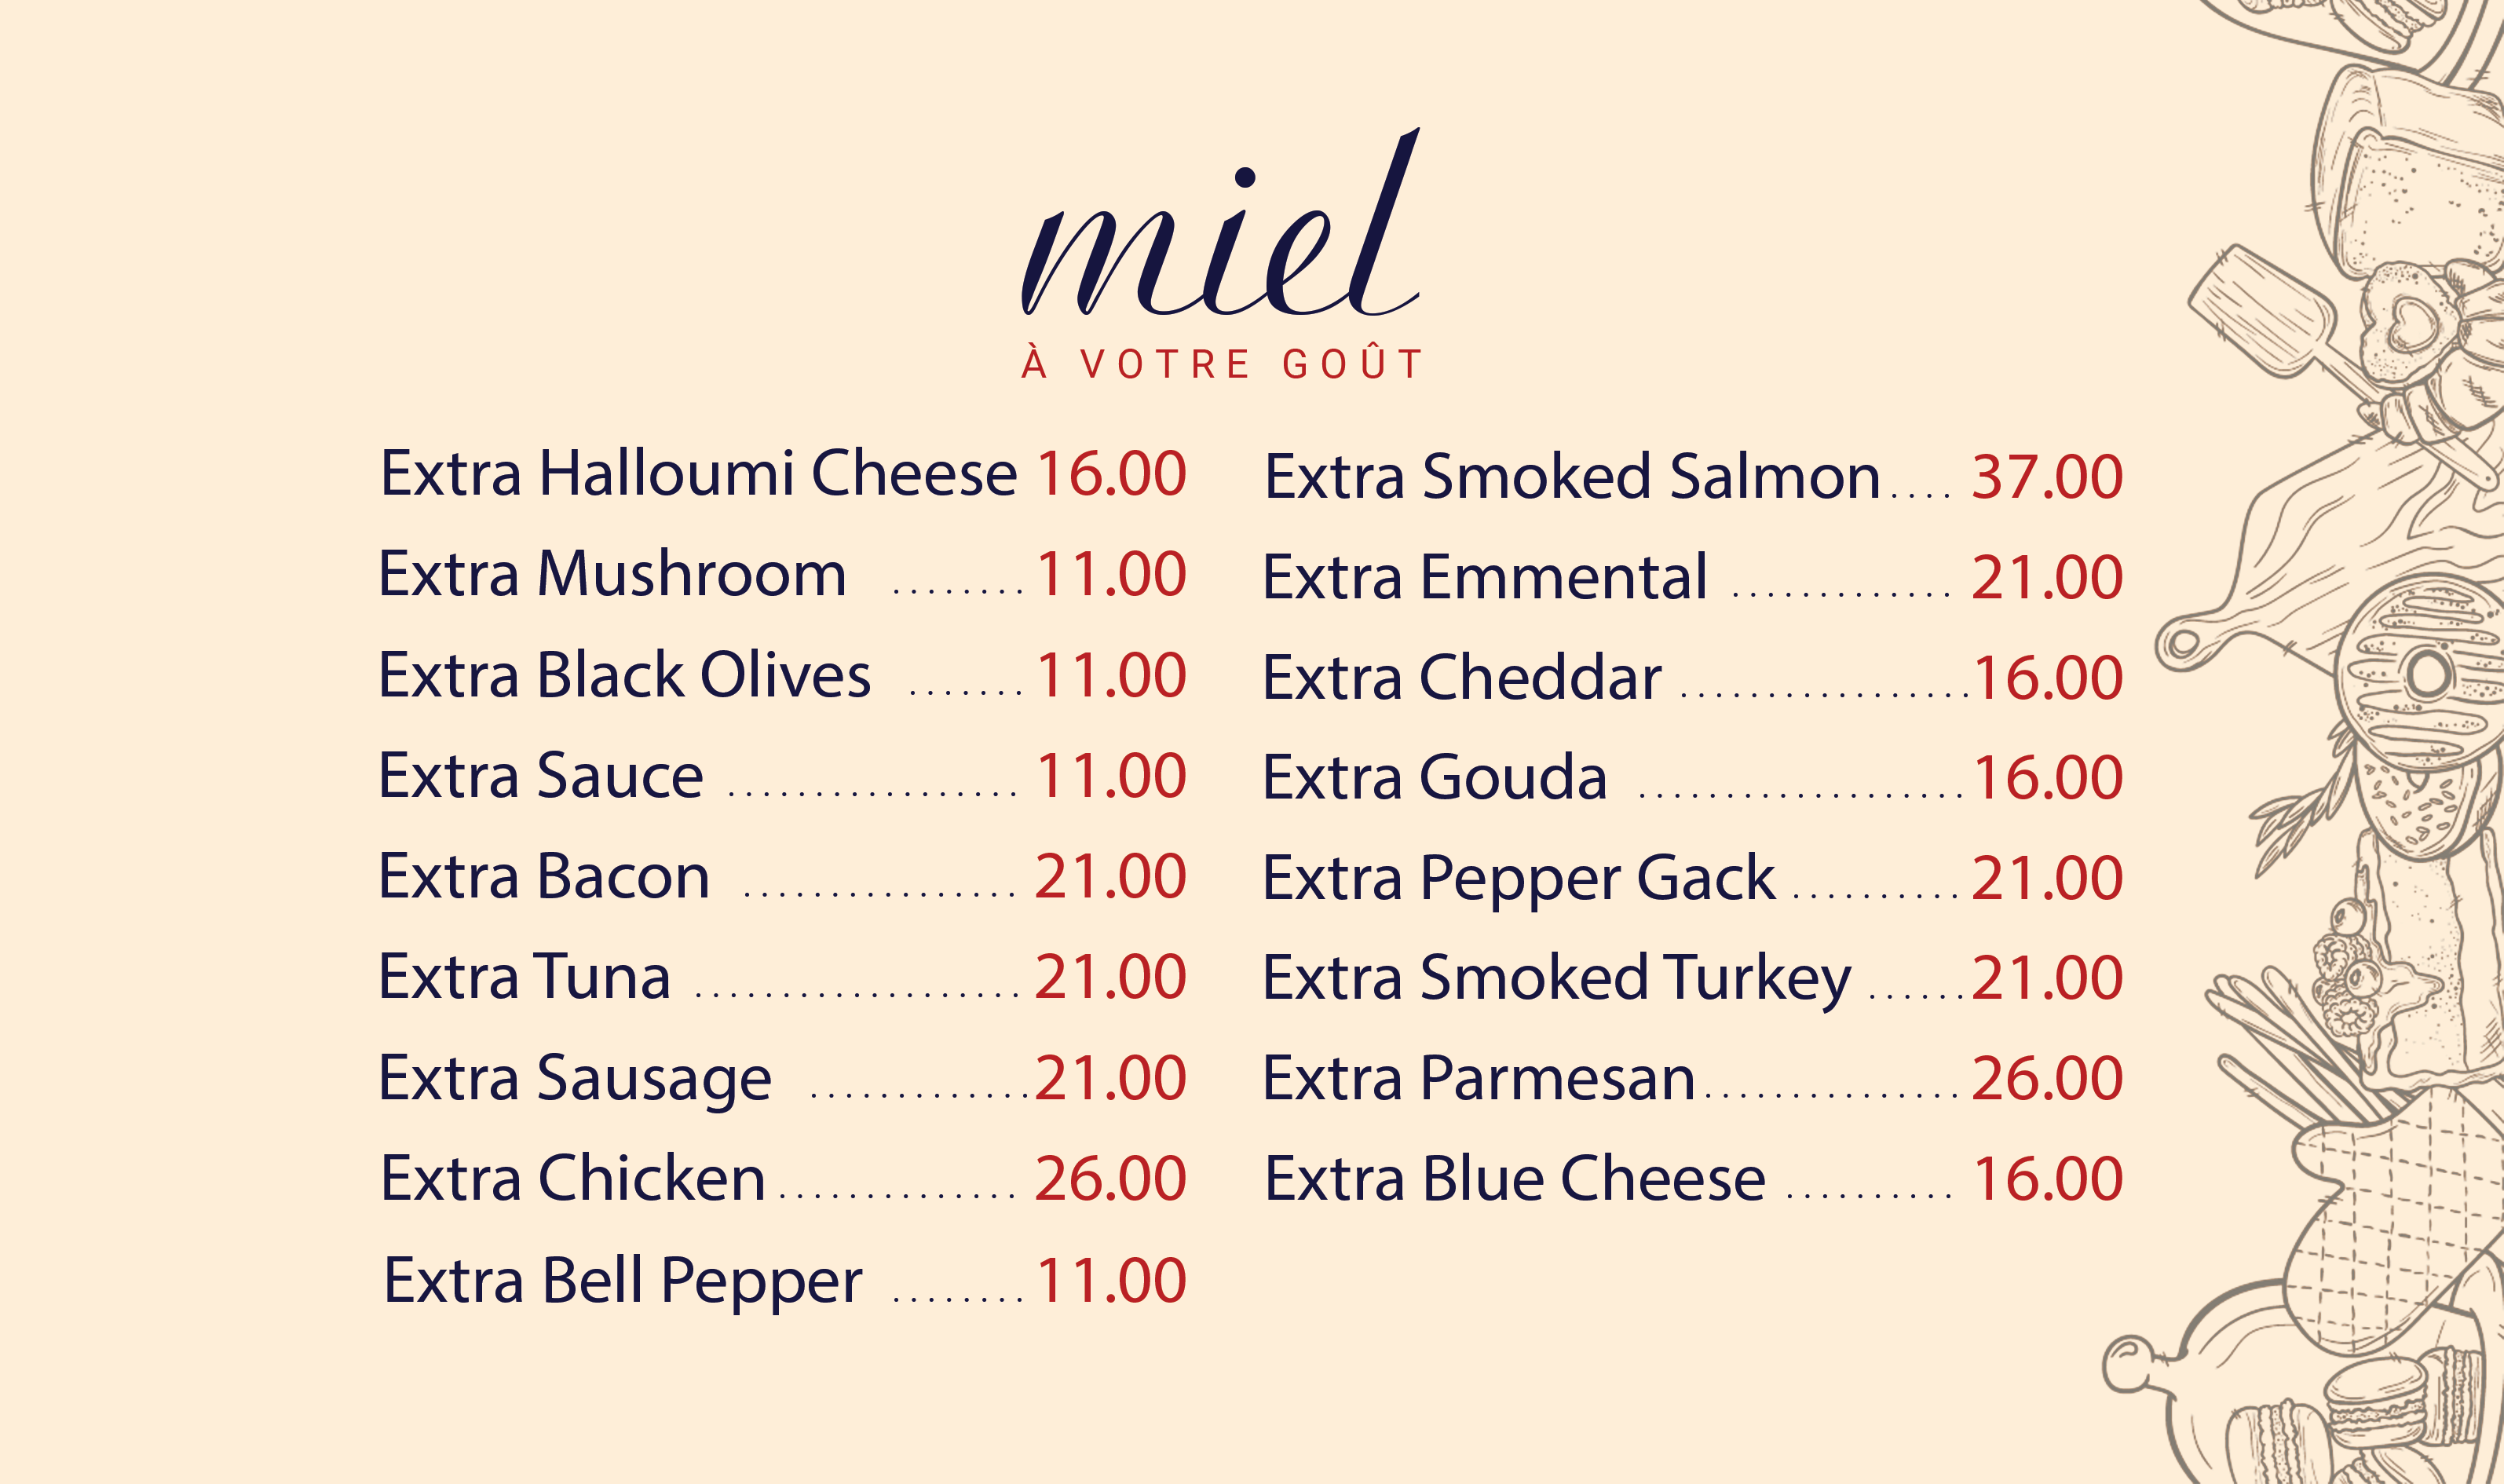 miel
À VOTRE GOÛT
Extra Halloumi Cheese 16.00
Extra Mushroom ........ 11.00
Extra Black Olives ....... 11.00
Extra Sauce ................. 11.00
Extra Bacon ................ 21.00
Extra Tuna ................... 21.00
Extra Sausage .............21.00
Extra Chicken .............. 26.00
Extra Bell Pepper ........ 11.00
Extra Smoked Salmon .... 37.00
Extra Emmental ............. 21.00
Extra Cheddar .................16.00
Extra Gouda ...................16.00
Extra Pepper Gack .......... 21.00
Extra Smoked Turkey ......21.00
Extra Parmesan ............... 26.00
Extra Blue Cheese .......... 16.00